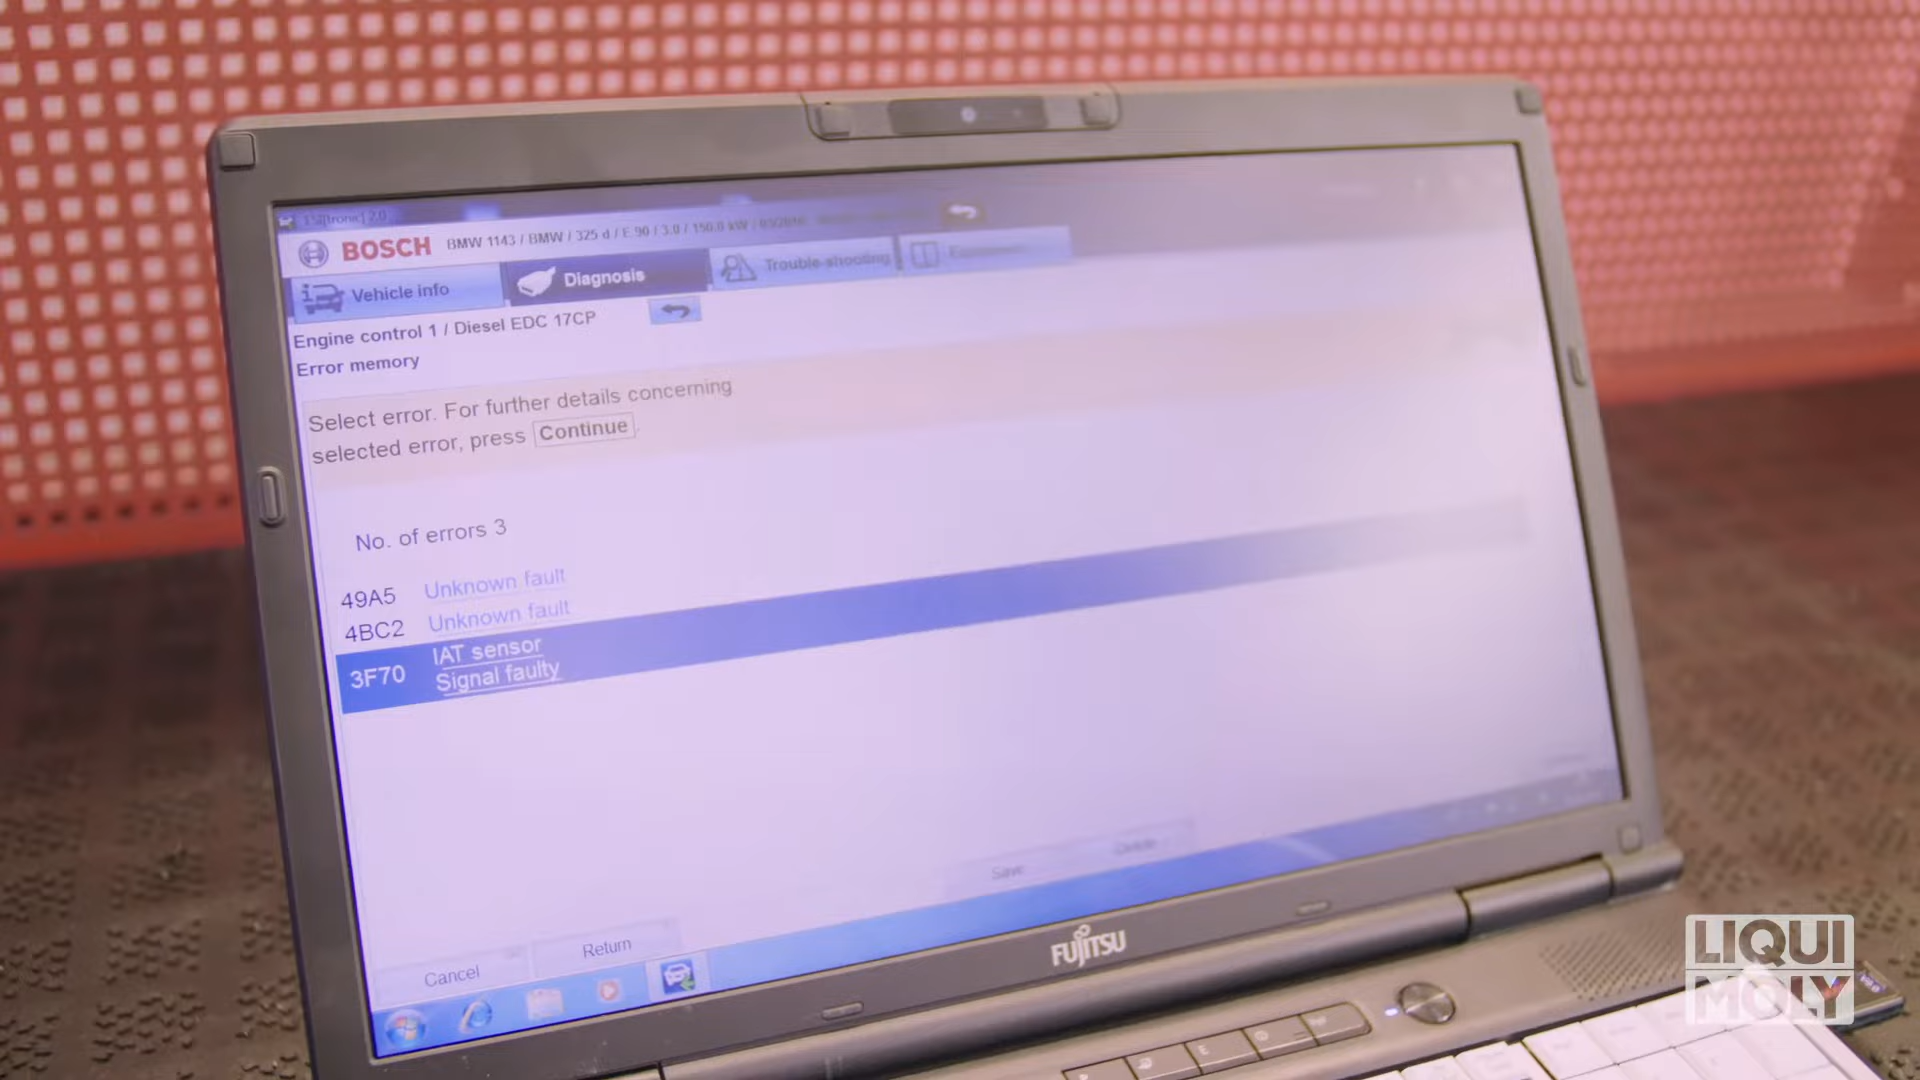 BOSCH BMW 1143 / BMW / 325 d / E 90 / 3.0 / 150.0 kW /
Vehicle info Diagnosis Trouble-shooting
Engine control 1 / Diesel EDC 17CP
Error memory
Select error. For further details concerning
selected error, press Continue
No. of errors 3
49A5 Unknown fault
4BC2 Unknown fault
3F70 IAT sensor
Signal faulty
Save
Cancel Return
FUJITSU
LIQUI
MOLY